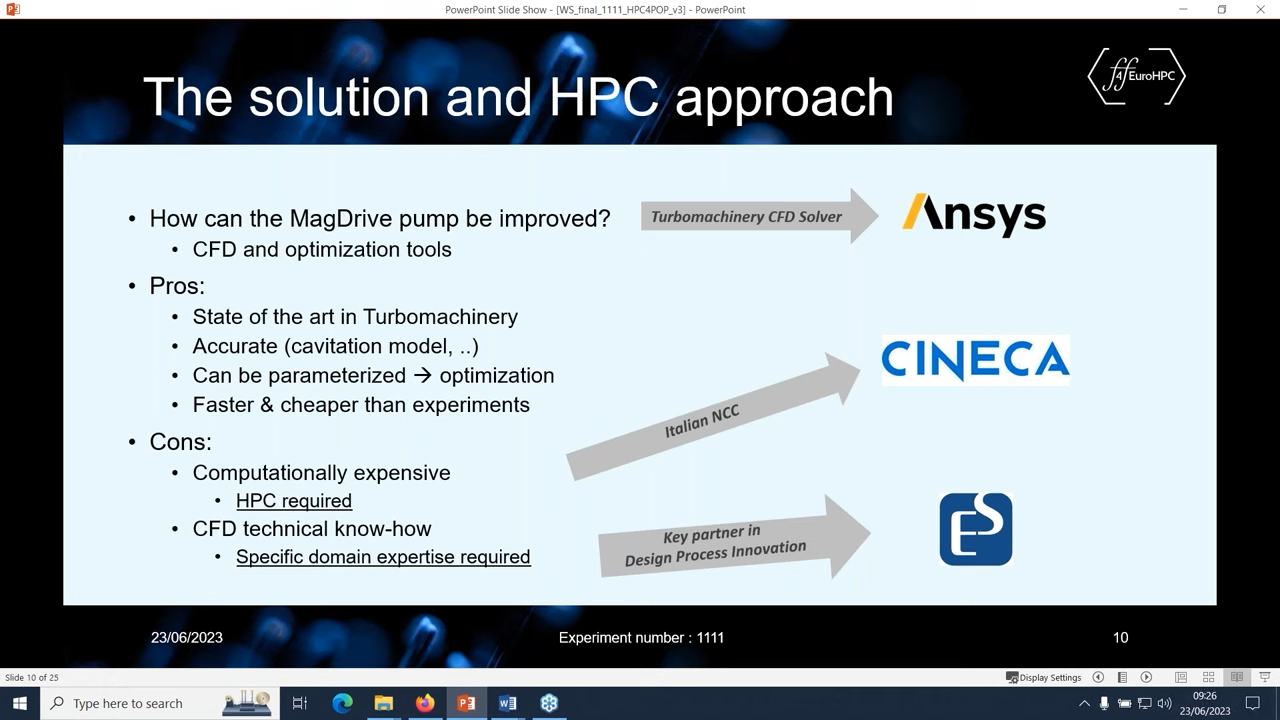 PowerPoint Slide Show - [WS_final_1111_HPC4POP_v3] - PowerPoint
The solution and HPC approach
ff4EuroHPC
• How can the MagDrive pump be improved?
• CFD and optimization tools
Turbomachinery CFD Solver
Ansys
• Pros:
• State of the art in Turbomachinery
• Accurate (cavitation model, ..)
• Can be parameterized → optimization
• Faster & cheaper than experiments
Italian NCC
CINECA
• Cons:
• Computationally expensive
• HPC required
• CFD technical know-how
• Specific domain expertise required
Key partner in
Design Process Innovation
ES
23/06/2023
Experiment number : 1111
10
Slide 10 of 25
Display Settings
Type here to search
09:26
23/06/2023